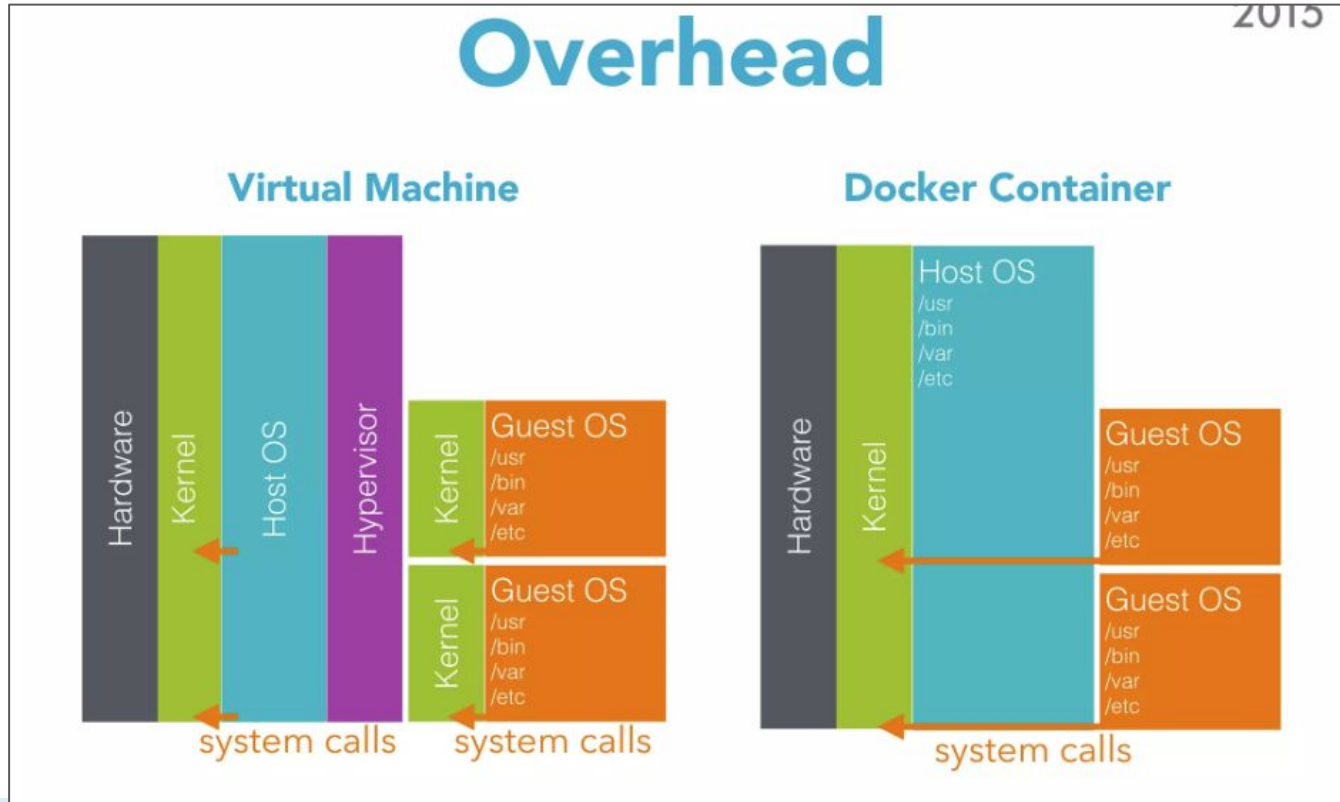 2015
Overhead
Virtual Machine
Hardware
Kernel
Host OS
Hypervisor
Kernel
Guest OS
/usr
/bin
/var
/etc
Kernel
Guest OS
/usr
/bin
/var
/etc
system calls
system calls
Docker Container
Hardware
Kernel
Host OS
/usr
/bin
/var
/etc
Guest OS
/usr
/bin
/var
/etc
Guest OS
/usr
/bin
/var
/etc
system calls